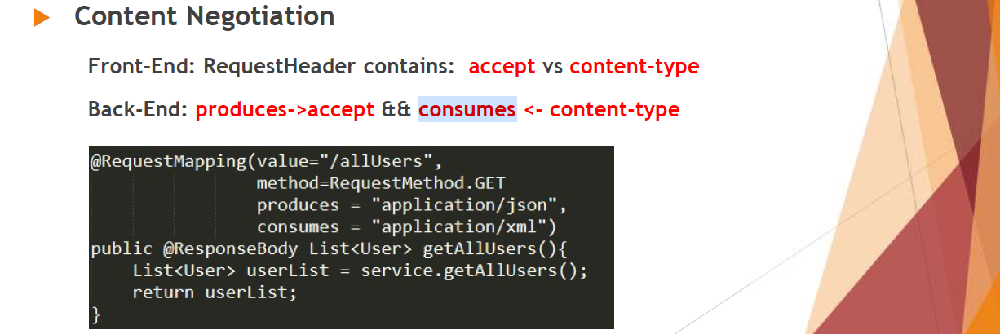 Content Negotiation
Front-End: RequestHeader contains: accept vs content-type
Back-End: produces->accept && consumes <- content-type
@RequestMapping(value="/allUsers",
                method=RequestMethod.GET
                produces = "application/json",
                consumes = "application/xml")
public @ResponseBody List<User> getAllUsers(){
    List<User> userList = service.getAllUsers();
    return userList;
}